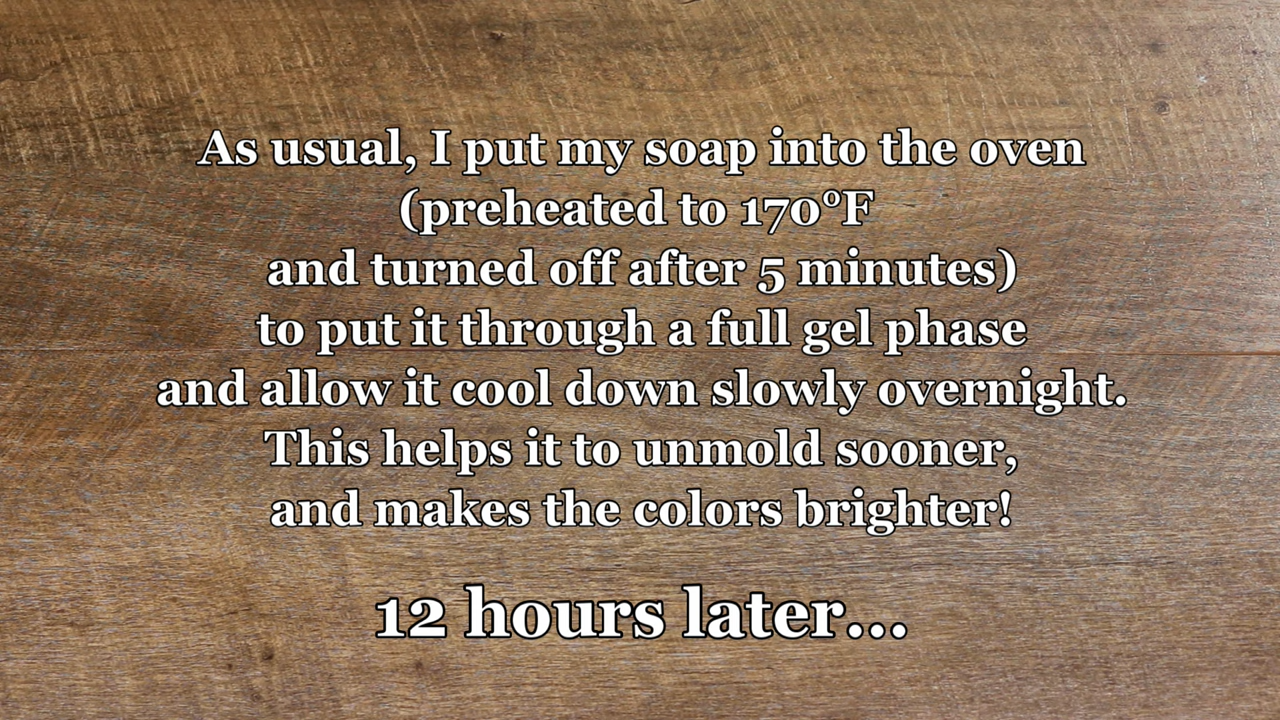 As usual, I put my soap into the oven
(preheated to 170°F
and turned off after 5 minutes)
to put it through a full gel phase
and allow it cool down slowly overnight.
This helps it to unmold sooner,
and makes the colors brighter!
12 hours later...